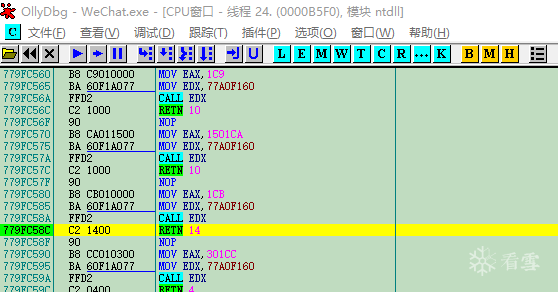 OllyDbg - WeChat.exe - [CPU窗口 - 线程 24. (0000B5F0), 模块 ntdll]
C 文件(F) 查看(V) 调试(D) 跟踪(T) 插件(P) 选项(O) 窗口(W) 帮助(H)
L E M W T C R ... K B M H
779FC560 B8 C9010000 MOV EAX,1C9
779FC565 BA 60F1A077 MOV EDX,77A0F160
779FC56A FFD2 CALL EDX
779FC56C C2 1000 RETN 10
779FC56F 90 NOP
779FC570 B8 CA011500 MOV EAX,1501CA
779FC575 BA 60F1A077 MOV EDX,77A0F160
779FC57A FFD2 CALL EDX
779FC57C C2 1000 RETN 10
779FC57F 90 NOP
779FC580 B8 CB010000 MOV EAX,1CB
779FC585 BA 60F1A077 MOV EDX,77A0F160
779FC58A FFD2 CALL EDX
779FC58C C2 1400 RETN 14
779FC58F 90 NOP
779FC590 B8 CC010300 MOV EAX,301CC
779FC595 BA 60F1A077 MOV EDX,77A0F160
779FC59A FFD2 CALL EDX
779FC59C C2 0400 RETN 4
看雪